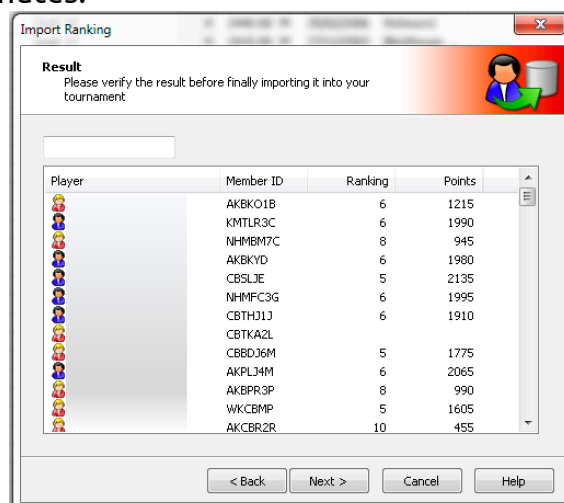 notes.
Import Ranking
Result
Please verify the result before finally importing it into your
tournament
Player Member ID Ranking Points
AKBKO1B 6 1215
KMTLR3C 6 1990
NHMBM7C 8 945
AKBKYD 6 1980
CBSLJE 5 2135
NHMFC3G 6 1995
CBTHJ1J 6 1910
CBTKA2L
CBBDJ6M 5 1775
AKPLJ4M 6 2065
AKBPR3P 8 990
WKCBMP 5 1605
AKCBR2R 10 455
< Back Next > Cancel Help